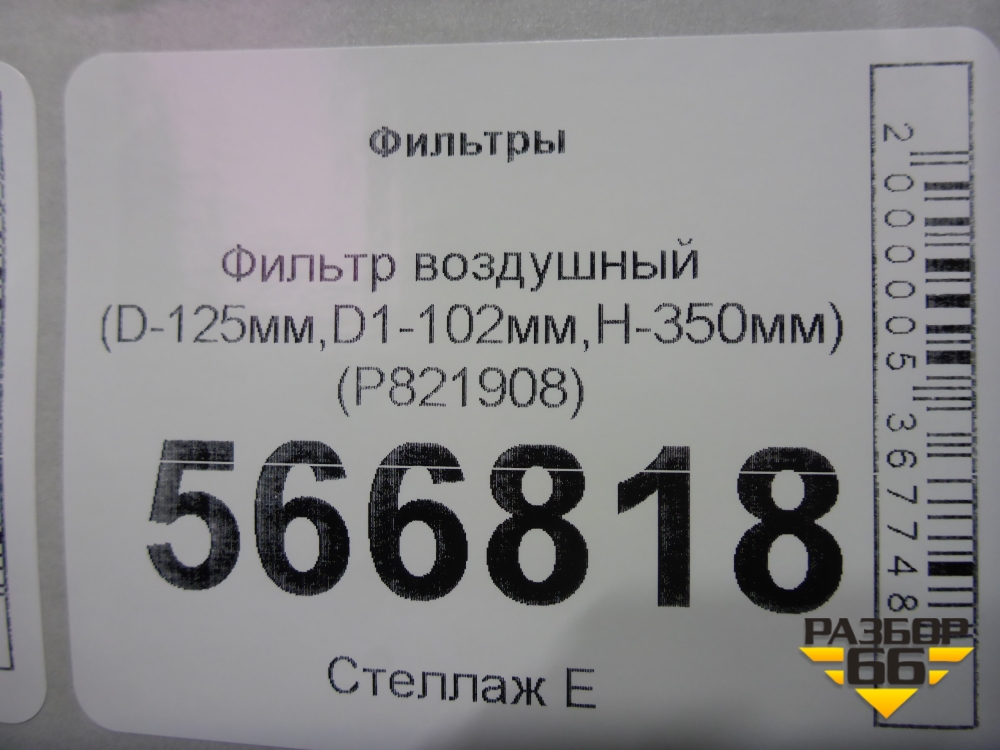 Фильтры
Фильтр воздушный
(D-125мм,D1-102мм,H-350мм)
(P821908)
566818
Стеллаж Е
2000005367748
РАЗБОР
66